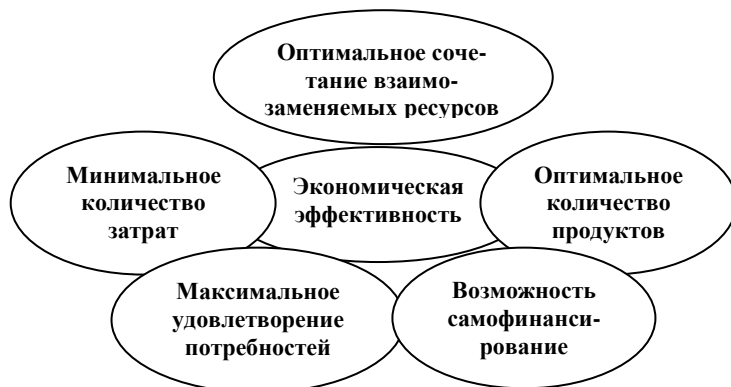 Оптимальное соче-
тание взаимо-
заменяемых ресурсов
Минимальное
количество
затрат
Экономическая
эффективность
Оптимальное
количество
продуктов
Максимальное
удовлетворение
потребностей
Возможность
самофинанси-
рование